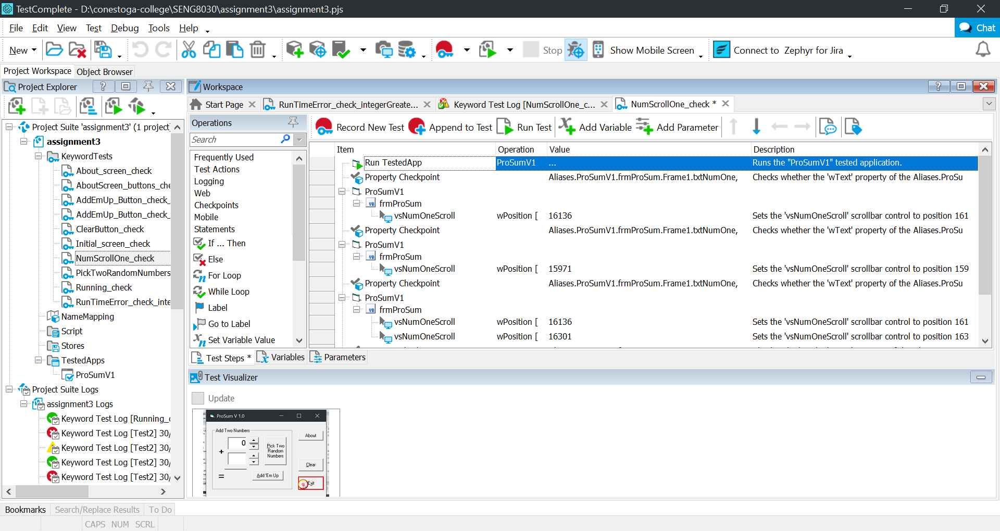 TestComplete - D:\conestoga-college\SENG8030\assignment3\assignment3.pjs
File Edit View Test Debug Tools Help
Chat
New Stop Show Mobile Screen Connect to Zephyr for Jira
Project Workspace Object Browser
Project Explorer
Project Suite 'assignment3' (1 project
assignment3
KeywordTests
About_screen_check
AboutScreen_buttons_che
AddEmUp_Button_check_
AddEmUp_Button_check_
ClearButton_check
Initial_screen_check
NumScrollOne_check
PickTwoRandomNumbers
Running_check
RunTimeError_check_inte
NameMapping
Script
Stores
TestedApps
ProSumV1
Project Suite Logs
assignment3 Logs
Keyword Test Log [Running_c
Keyword Test Log [Test2] 30/
Keyword Test Log [Test2] 30/
Keyword Test Log [Test2] 30/
Keyword Test Log [Test2] 30/
Workspace
Start Page RunTimeError_check_integerGreate... Keyword Test Log [NumScrollOne_c... NumScrollOne_check *
Operations
Search
Frequently Used
Test Actions
Logging
Web
Checkpoints
Mobile
Statements
If ... Then
Else
For Loop
While Loop
Label
Go to Label
Set Variable Value
Record New Test Append to Test Run Test Add Variable Add Parameter
Item Operation Value Description
Run TestedApp ProSumV1 ... Runs the "ProSumV1" tested application.
Property Checkpoint Aliases.ProSumV1.frmProSum.Frame1.txtNumOne, Checks whether the 'wText' property of the Aliases.ProSu
ProSumV1
frmProSum
vsNumOneScroll wPosition [ 16136 Sets the 'vsNumOneScroll' scrollbar control to position 161
Property Checkpoint Aliases.ProSumV1.frmProSum.Frame1.txtNumOne, Checks whether the 'wText' property of the Aliases.ProSu
ProSumV1
frmProSum
vsNumOneScroll wPosition [ 15971 Sets the 'vsNumOneScroll' scrollbar control to position 159
Property Checkpoint Aliases.ProSumV1.frmProSum.Frame1.txtNumOne, Checks whether the 'wText' property of the Aliases.ProSu
ProSumV1
frmProSum
vsNumOneScroll wPosition [ 16136 Sets the 'vsNumOneScroll' scrollbar control to position 161
vsNumOneScroll wPosition [ 16301 Sets the 'vsNumOneScroll' scrollbar control to position 163
Test Steps * Variables Parameters
Test Visualizer
Update
ProSum V 1.0
Add Two Numbers
About
0
+
Pick Two
Random
Numbers
Clear
=
Add 'Em Up
Exit
Bookmarks Search/Replace Results To Do
CAPS NUM SCRL